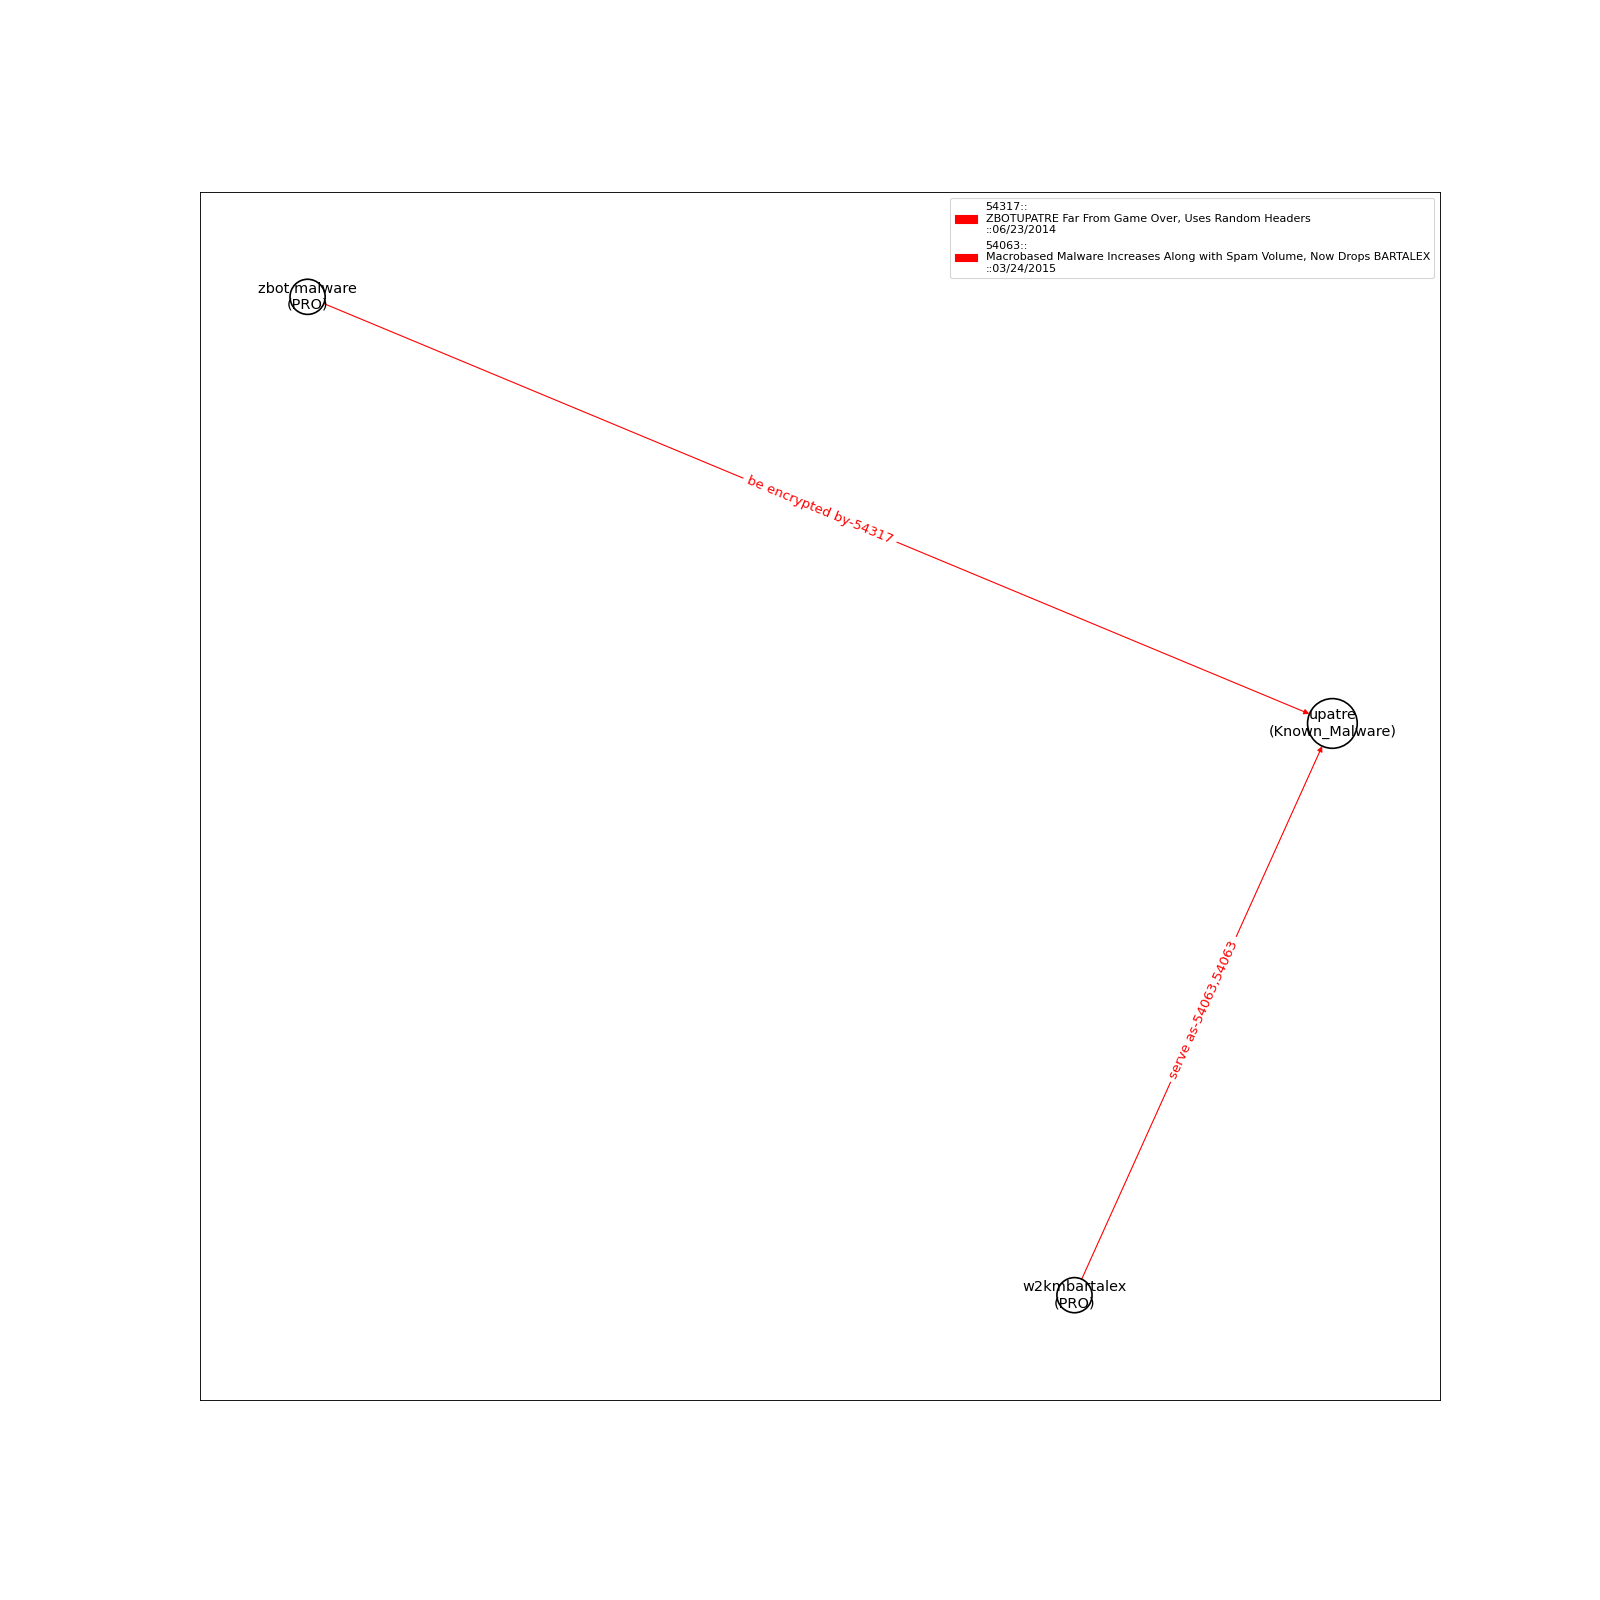 54317::
ZBOTUPATRE Far From Game Over, Uses Random Headers
::06/23/2014
54063::
Macrobased Malware Increases Along with Spam Volume, Now Drops BARTALEX
::03/24/2015
zbot malware
(PRO)
be encrypted by-54317
upatre
(Known_Malware)
serve as-54063,54063
w2kmbartalex
(PRO)